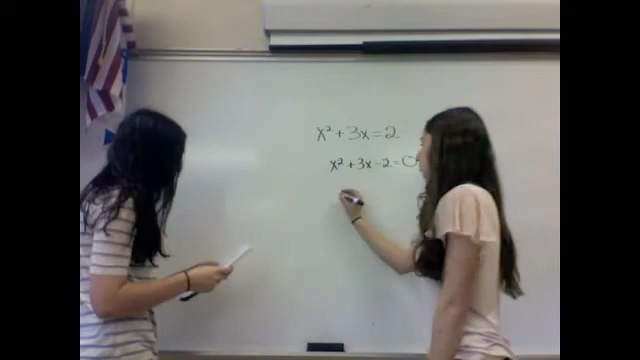 x² + 3x = 2
x² + 3x - 2 = 0